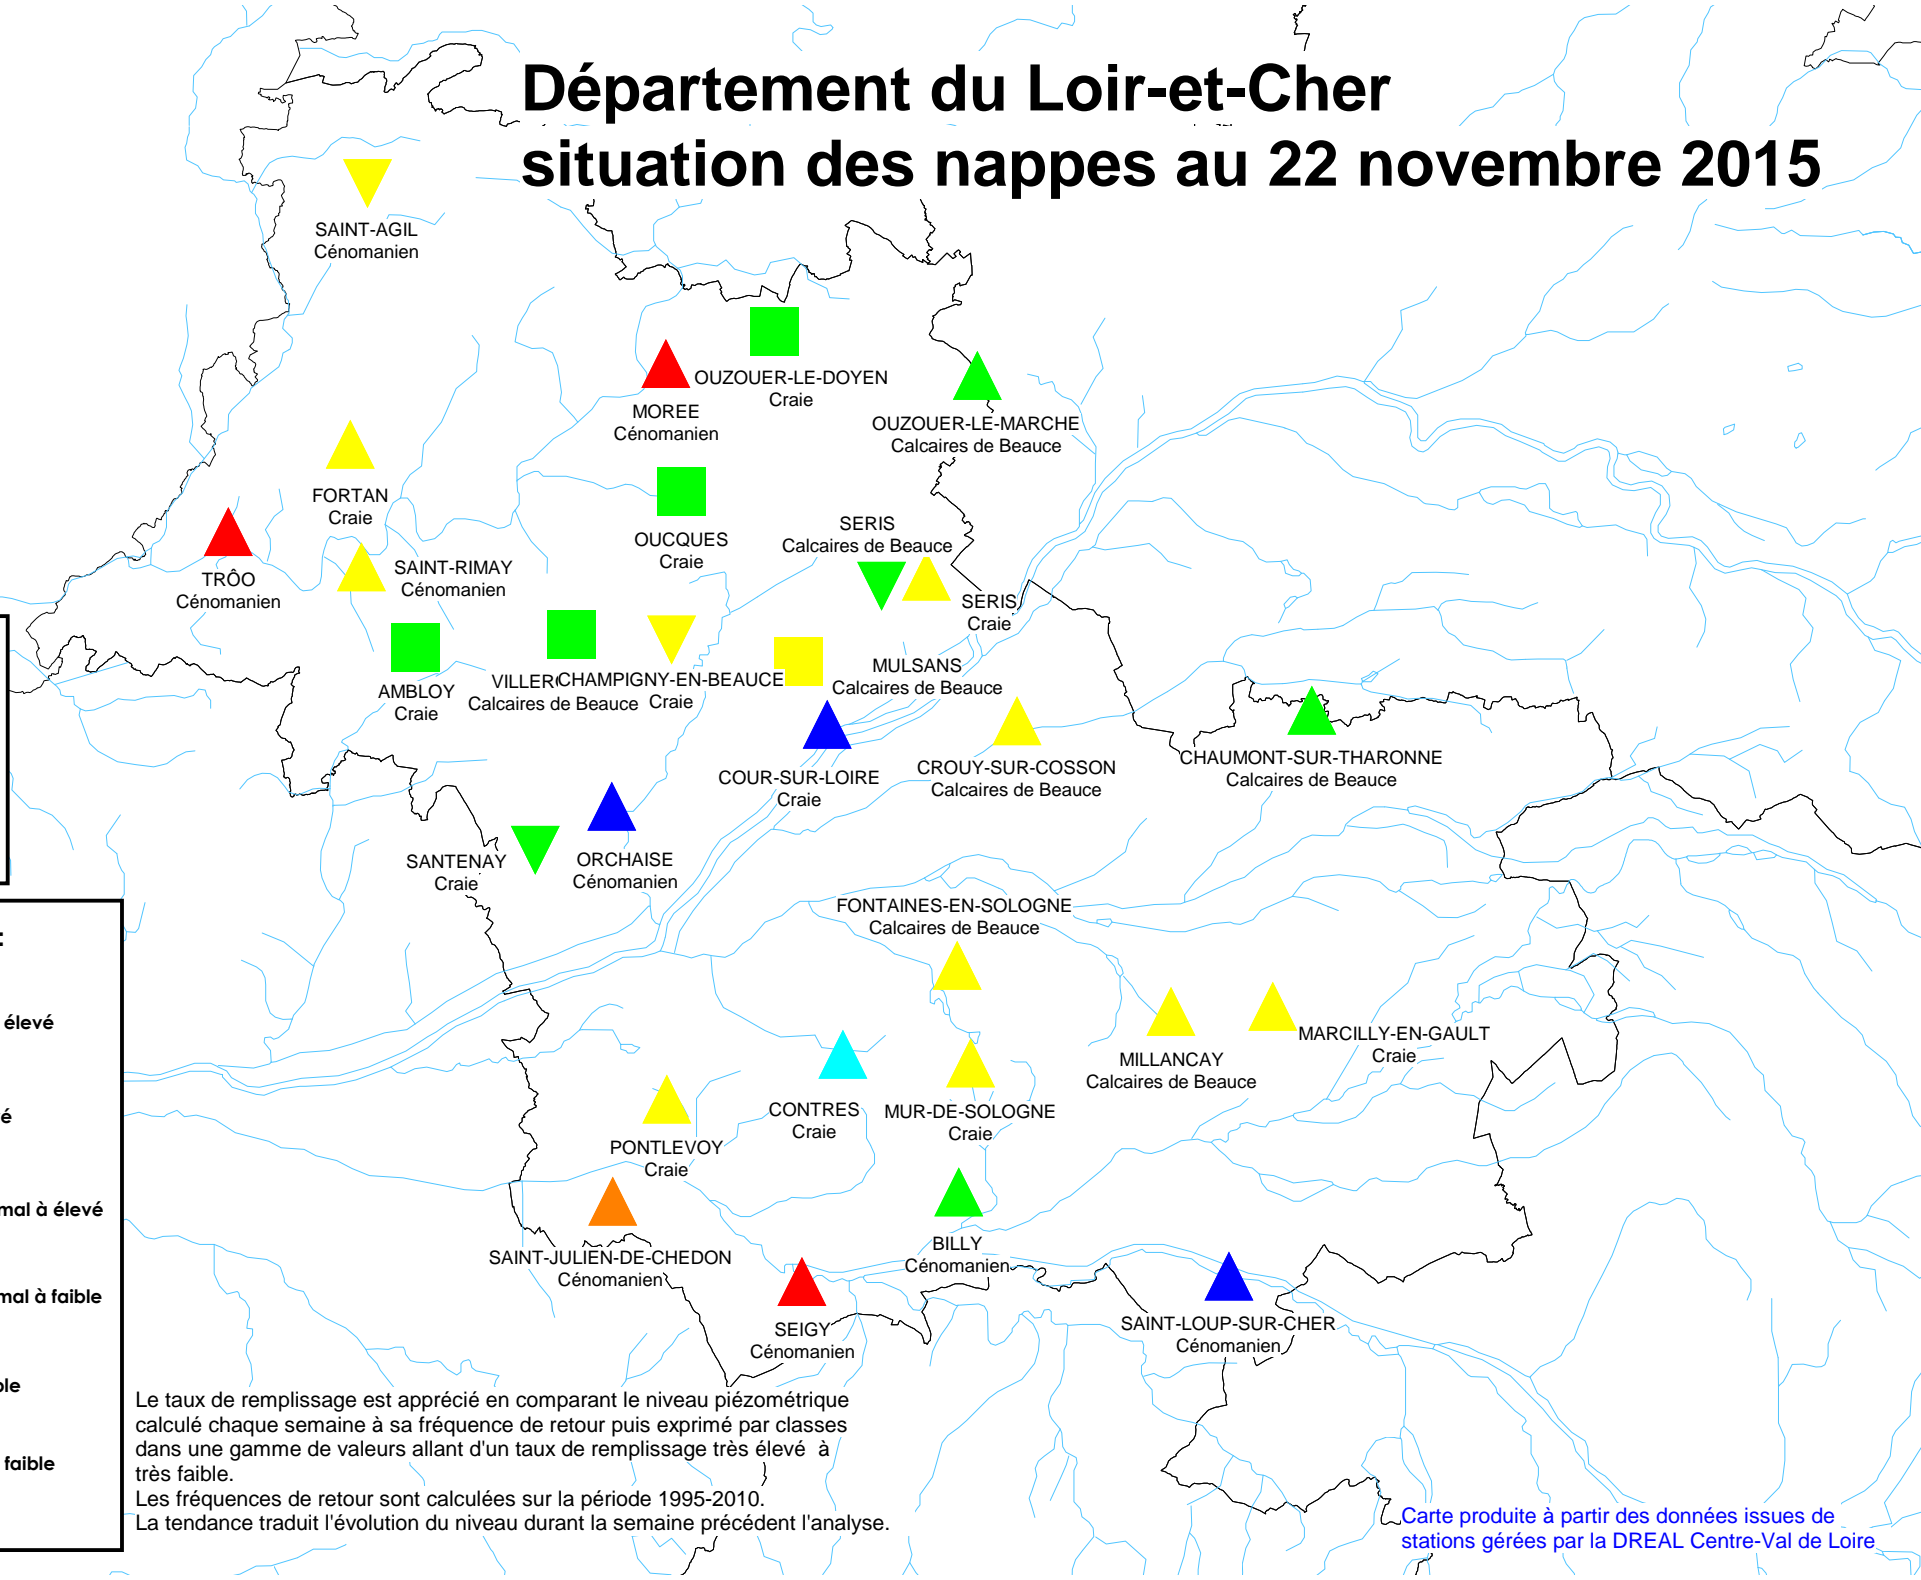 Département du Loir-et-Cher
situation des nappes au 22 novembre 2015
SAINT-AGIL
Cénomanien
OUZOUER-LE-DOYEN
Craie
MOREE
Cénomanien
OUZOUER-LE-MARCHE
Calcaires de Beauce
FORTAN
Craie
OUCQUES
Craie
SERIS
Calcaires de Beauce
TRÔO
Cénomanien
SAINT-RIMAY
Cénomanien
SERIS
Craie
AMBLOY
Craie
Calcaires de Beauce
CHAMPIGNY-EN-BEAUCE
Craie
MULSANS
Calcaires de Beauce
COUR-SUR-LOIRE
Craie
CROUY-SUR-COSSON
Calcaires de Beauce
CHAUMONT-SUR-THARONNE
Calcaires de Beauce
SANTENAY
Craie
ORCHAISE
Cénomanien
FONTAINES-EN-SOLOGNE
Calcaires de Beauce
MILLANCAY
Calcaires de Beauce
MARCILLY-EN-GAULT
Craie
CONTRES
Craie
MUR-DE-SOLOGNE
Craie
PONTLEVOY
Craie
SAINT-JULIEN-DE-CHEDON
Cénomanien
BILLY
Cénomanien
SEIGY
Cénomanien
SAINT-LOUP-SUR-CHER
Cénomanien
:
élevé
é
mal à élevé
mal à faible
ble
faible
Le taux de remplissage est apprécié en comparant le niveau piézométrique
calculé chaque semaine à sa fréquence de retour puis exprimé par classes
dans une gamme de valeurs allant d'un taux de remplissage très élevé à
très faible.
Les fréquences de retour sont calculées sur la période 1995-2010.
La tendance traduit l'évolution du niveau durant la semaine précédent l'analyse.
Carte produite à partir des données issues de
stations gérées par la DREAL Centre-Val de Loire